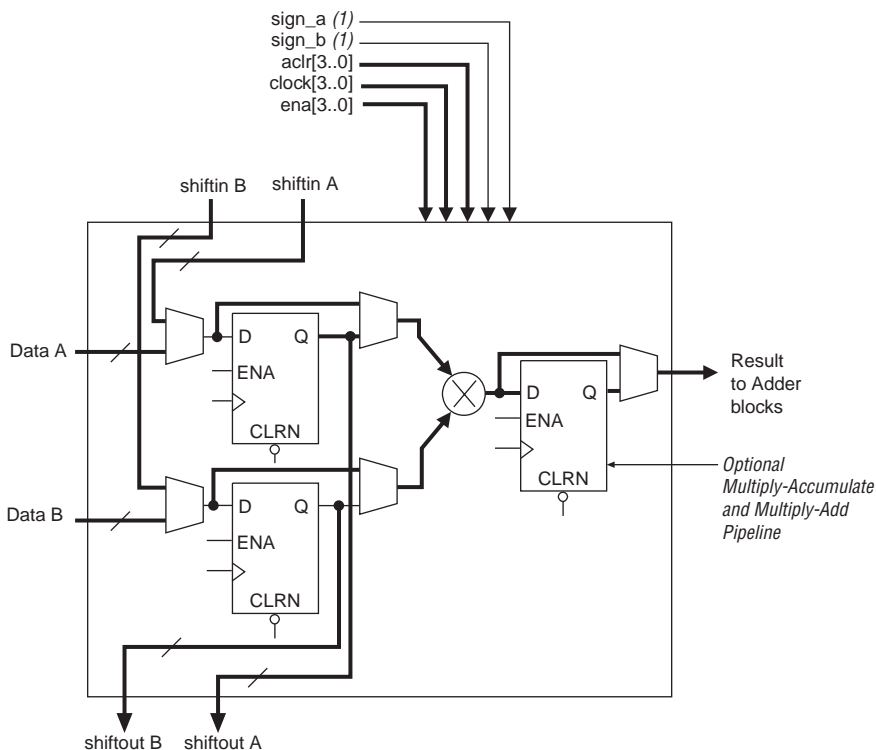 sign_a (1)
sign_b (1)
aclr[3..0]
clock[3..0]
ena[3..0]
shiftin B
shiftin A
Data A
D
Q
ENA
CLRN
D
Q
ENA
CLRN
Result
to Adder
blocks
Optional
Multiply-Accumulate
and Multiply-Add
Pipeline
Data B
D
Q
ENA
CLRN
shiftout B
shiftout A